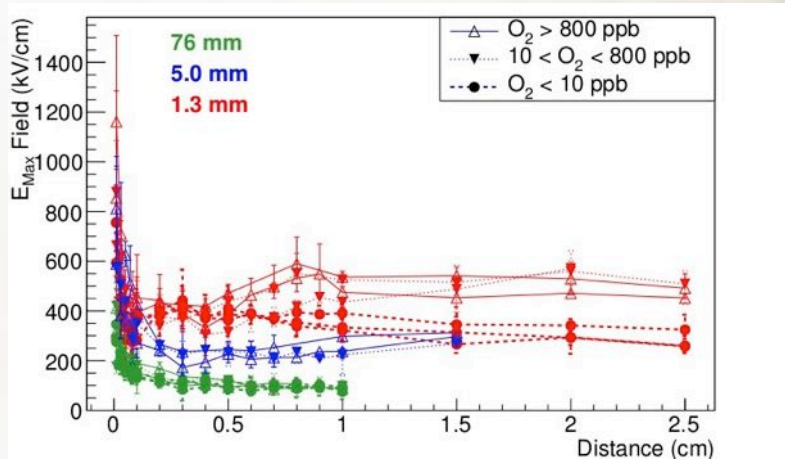 76 mm
5.0 mm
1.3 mm
O₂ > 800 ppb
10 < O₂ < 800 ppb
O₂ < 10 ppb
E_Max Field (kV/cm)
1400
1200
1000
800
600
400
200
0
0 0.5 1 1.5 2 2.5
Distance (cm)